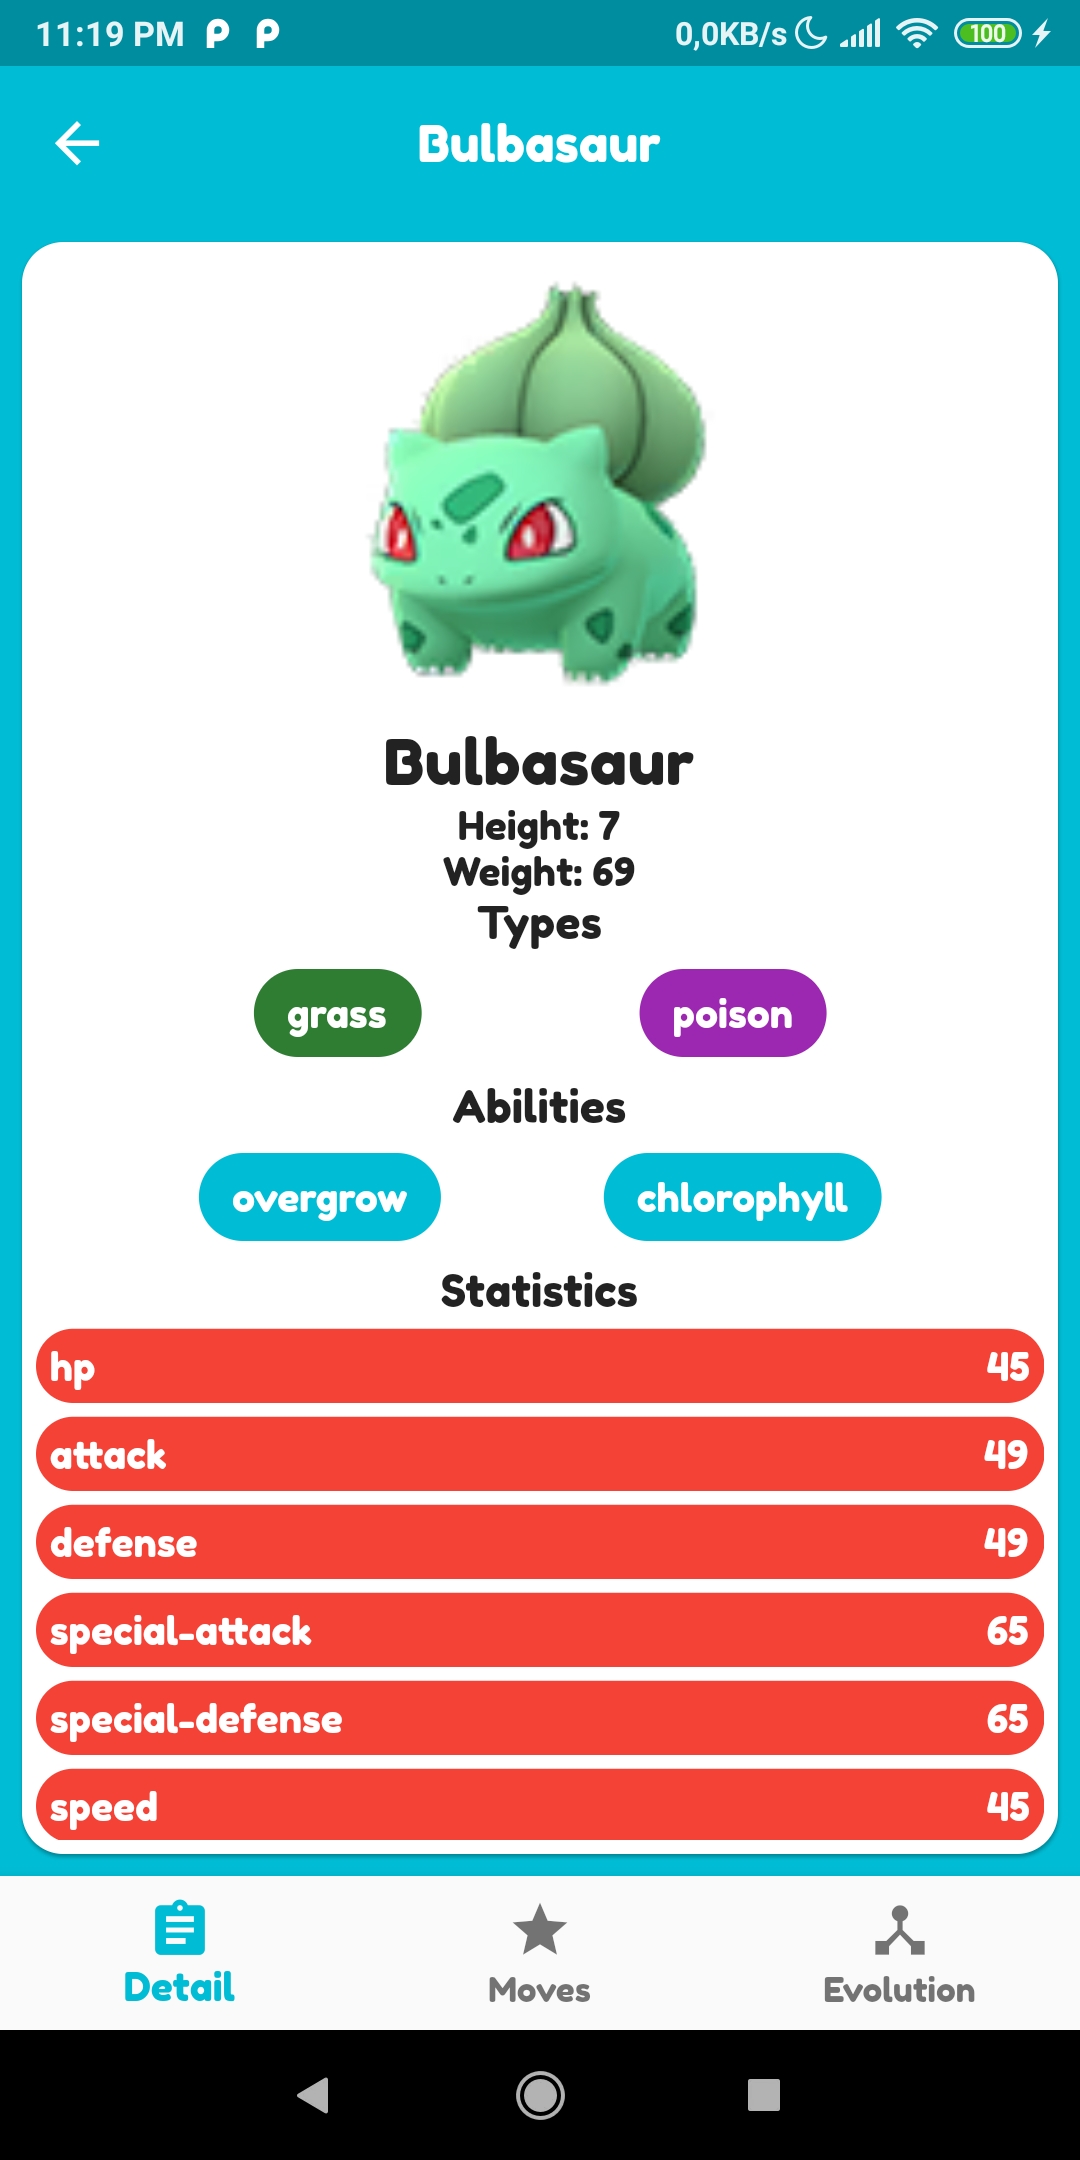 11:19 PM 0,0KB/s 100
Bulbasaur
Bulbasaur
Height: 7
Weight: 69
Types
grass poison
Abilities
overgrow chlorophyll
Statistics
hp 45
attack 49
defense 49
special-attack 65
special-defense 65
speed 45
Detail Moves Evolution